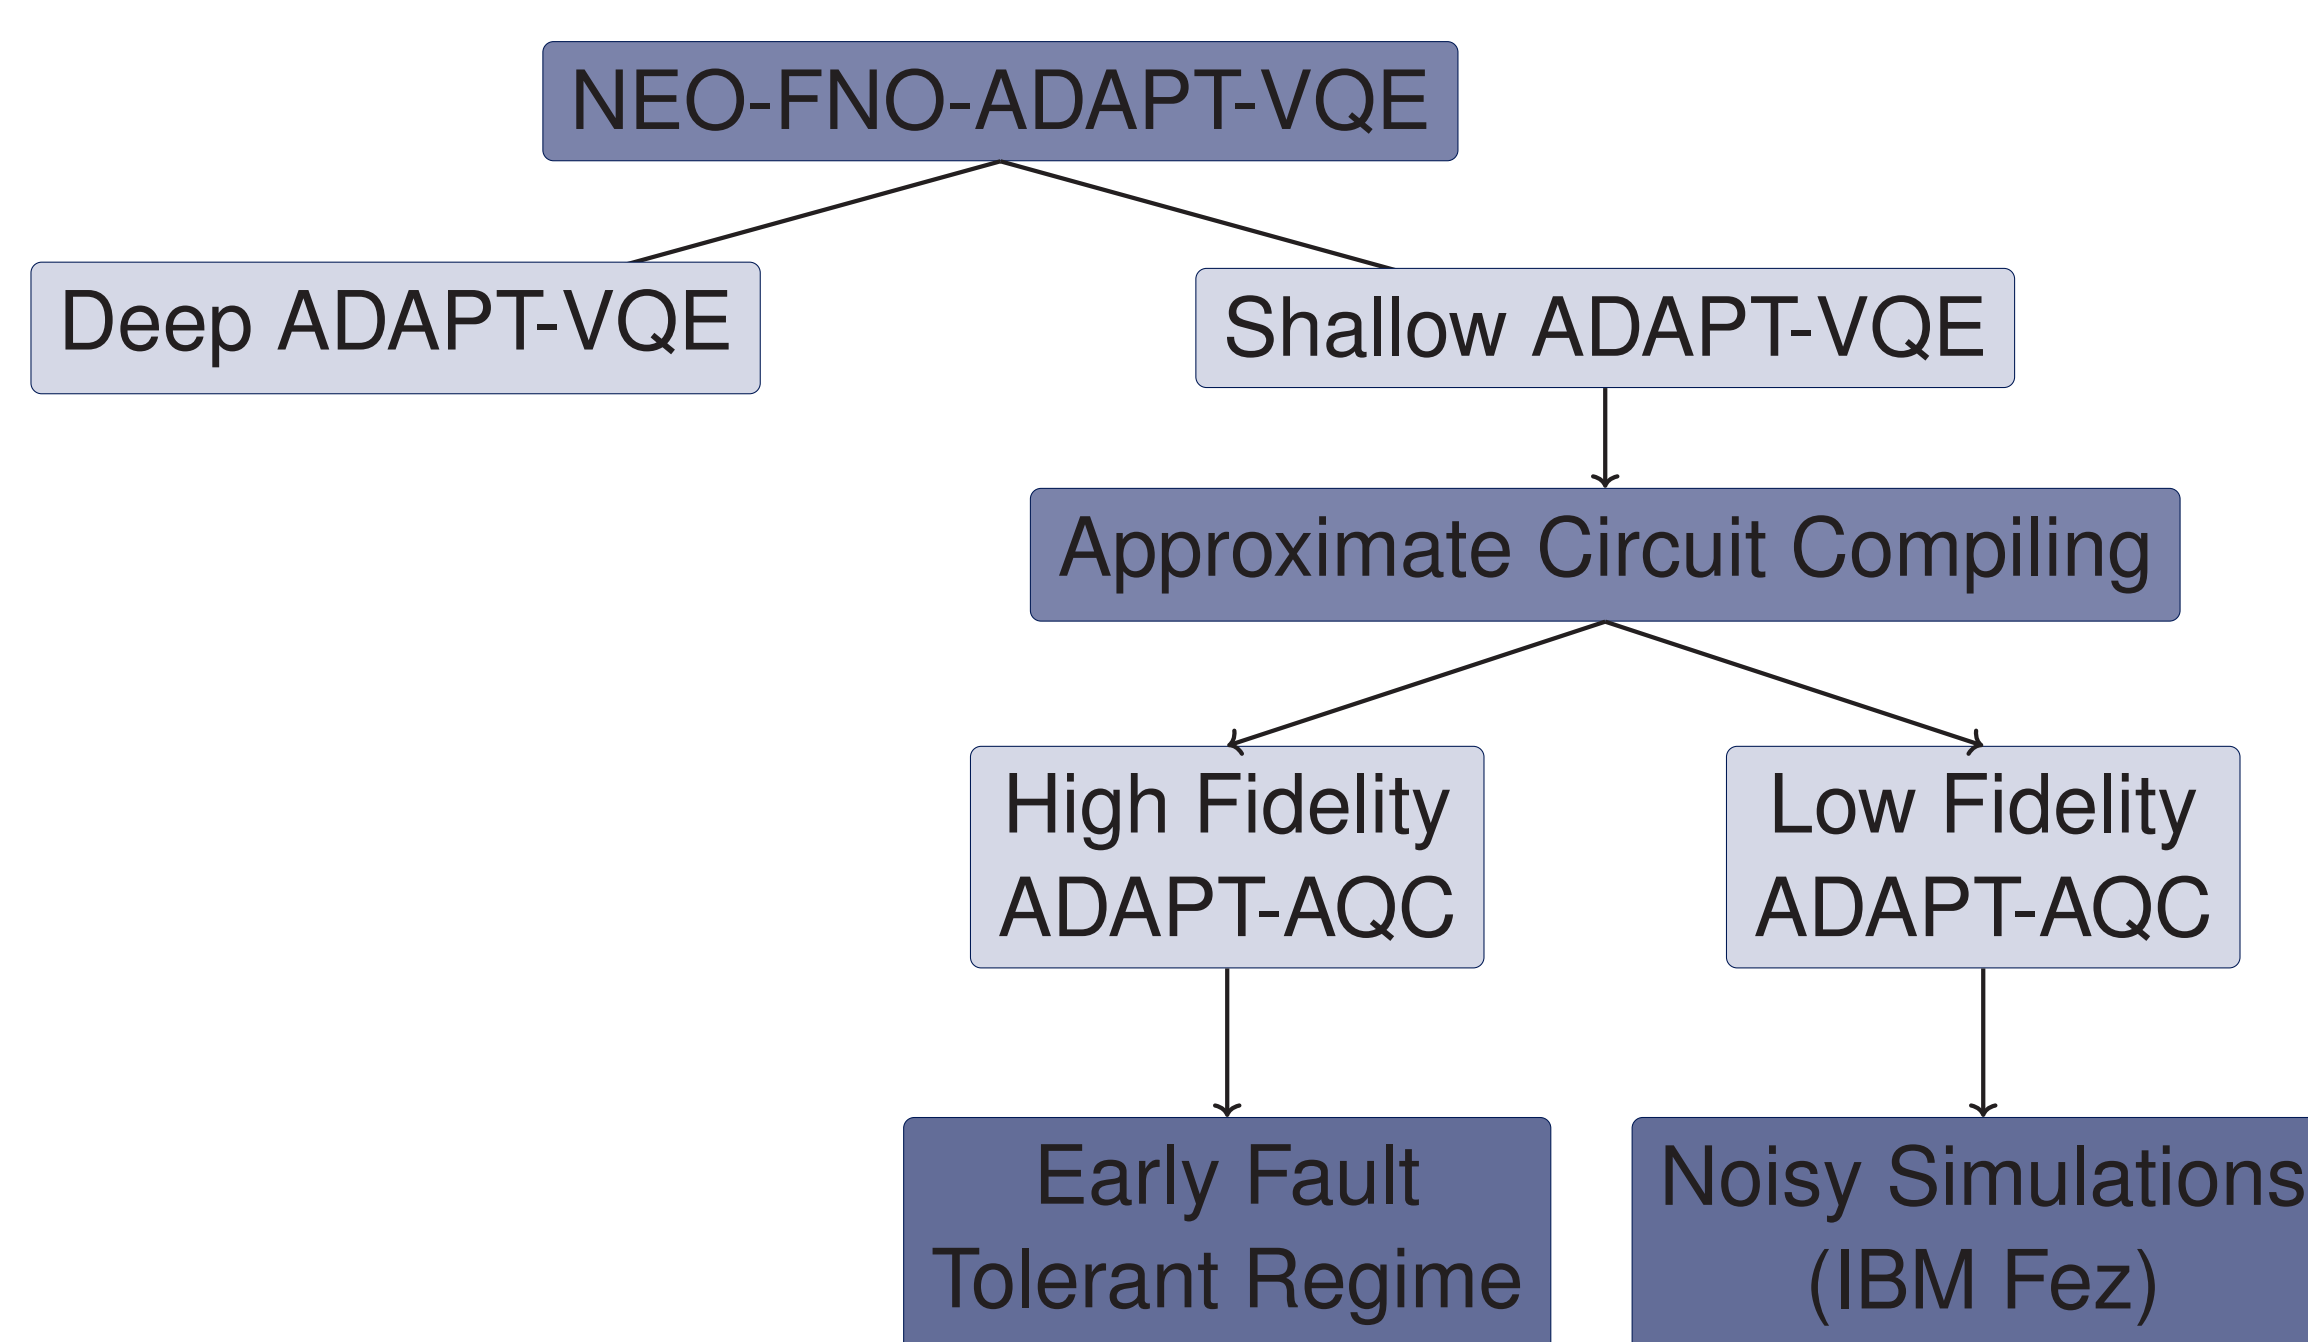 NEO-FNO-ADAPT-VQE
Deep ADAPT-VQE
Shallow ADAPT-VQE
Approximate Circuit Compiling
High Fidelity
ADAPT-AQC
Low Fidelity
ADAPT-AQC
Early Fault
Tolerant Regime
Noisy Simulations
(IBM Fez)